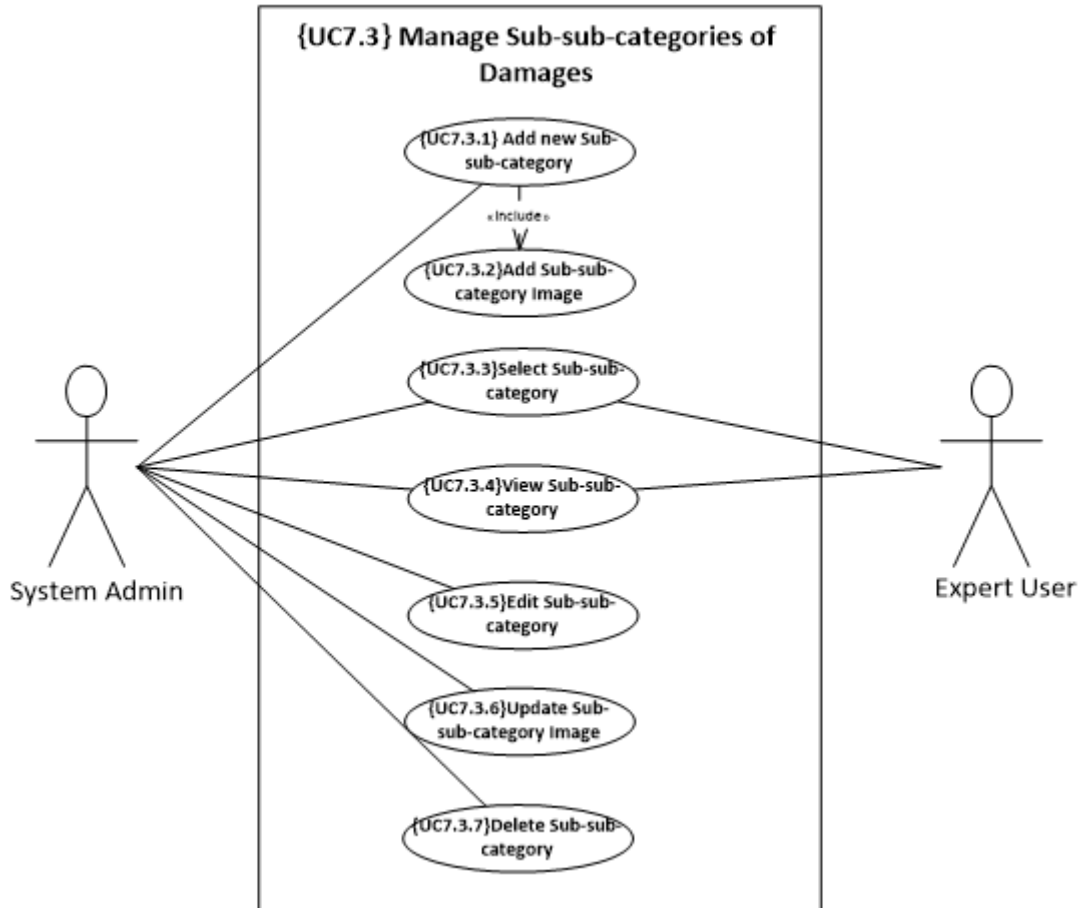 {UC7.3} Manage Sub-sub-categories of
Damages
{UC7.3.1} Add new Sub-
sub-category
«Include»
{UC7.3.2}Add Sub-sub-
category Image
{UC7.3.3}Select Sub-sub-
category
{UC7.3.4}View Sub-sub-
category
System Admin
Expert User
{UC7.3.5}Edit Sub-sub-
category
{UC7.3.6}Update Sub-
sub-category Image
{UC7.3.7}Delete Sub-sub-
category